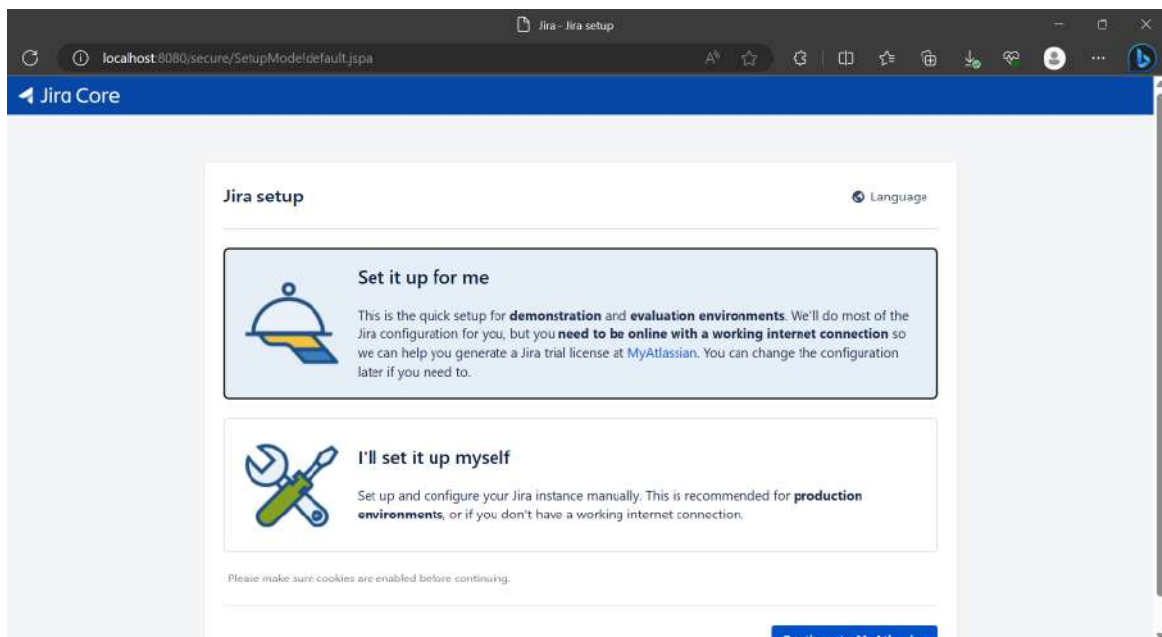 Jira - Jira setup
localhost:8080/secure/SetupMode!default.jspa
Jira Core
Jira setup
Language
Set it up for me
This is the quick setup for demonstration and evaluation environments. We'll do most of the
Jira configuration for you, but you need to be online with a working internet connection so
we can help you generate a Jira trial license at MyAtlassian. You can change the configuration
later if you need to.
I'll set it up myself
Set up and configure your Jira instance manually. This is recommended for production
environments, or if you don't have a working internet connection.
Please make sure cookies are enabled before continuing.